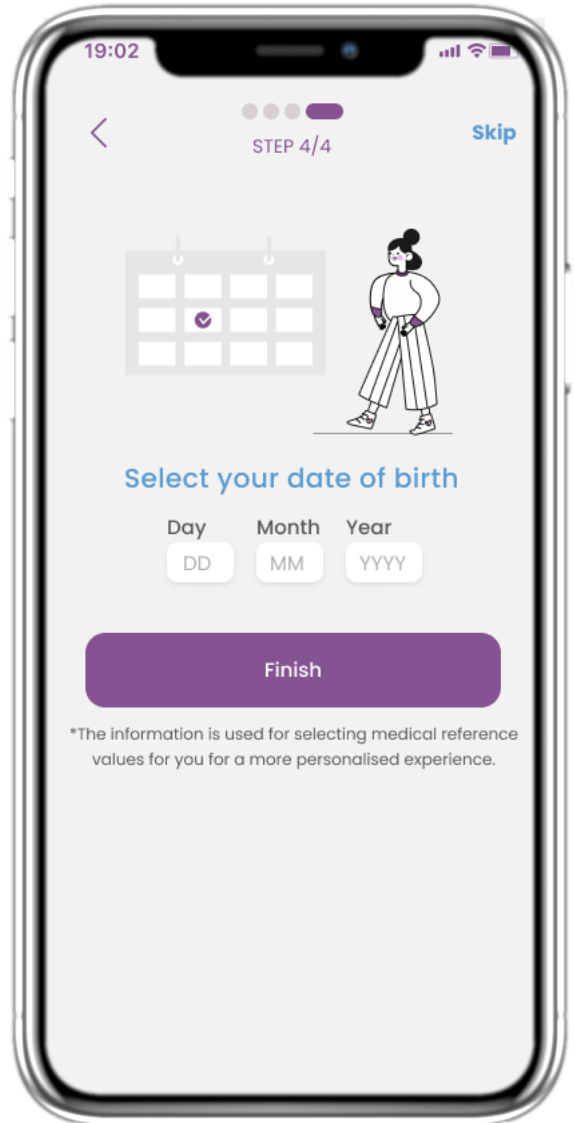 19:02
Skip
STEP 4/4
Select your date of birth
Day Month Year
DD MM YYYY
Finish
*The information is used for selecting medical reference
values for you for a more personalised experience.